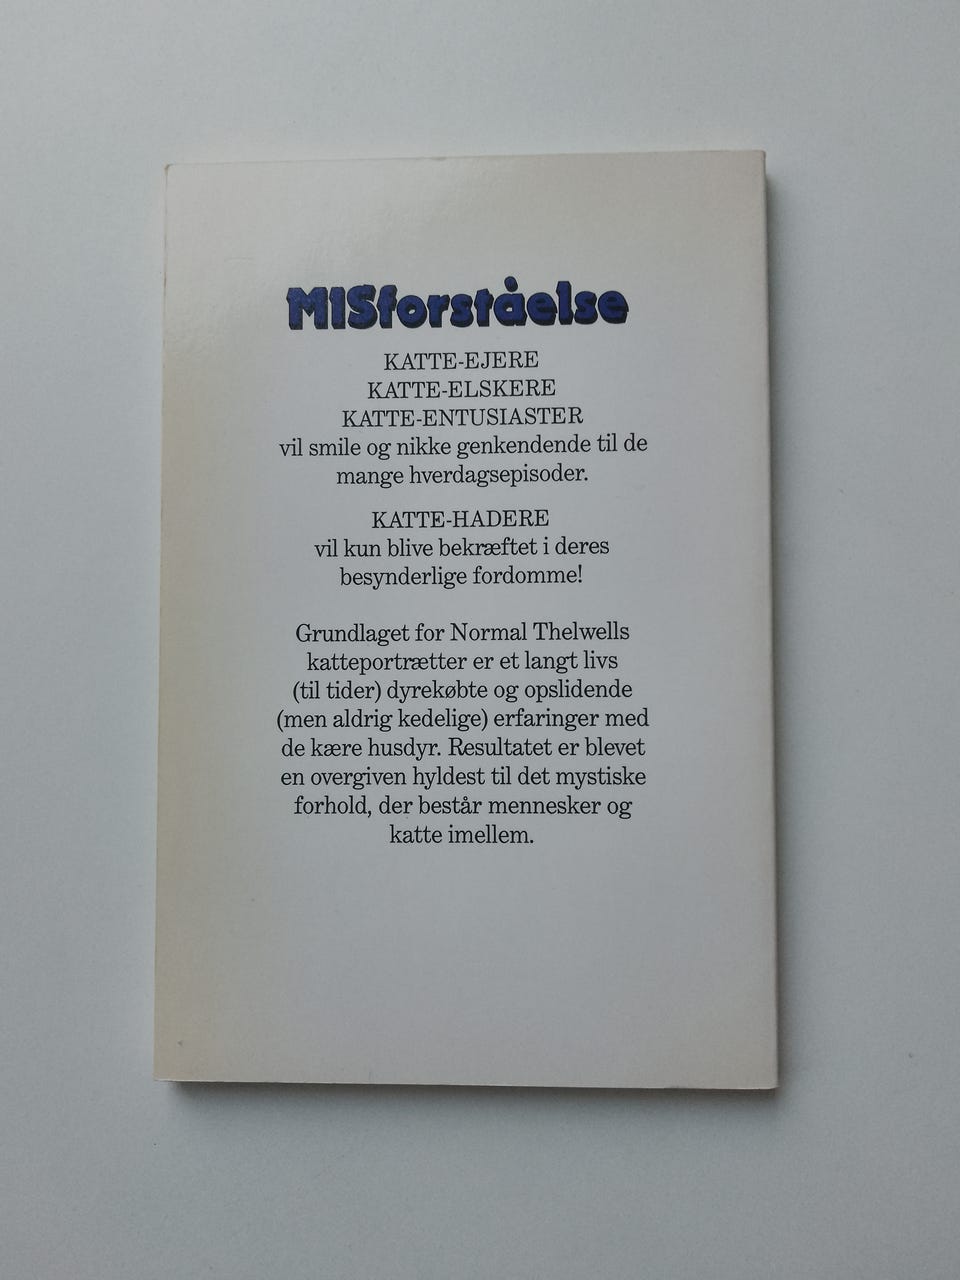 MISforståelse
KATTE-EJERE
KATTE-ELSKERE
KATTE-ENTUSIASTER
vil smile og nikke genkendende til de
mange hverdagsepisoder.
KATTE-HADERE
vil kun blive bekræftet i deres
besynderlige fordomme!
Grundlaget for Normal Thelwells
katteportrætter er et langt livs
(til tider) dyrekøbte og opslidende
(men aldrig kedelige) erfaringer med
de kære husdyr. Resultatet er blevet
en overgiven hyldest til det mystiske
forhold, der består mennesker og
katte imellem.